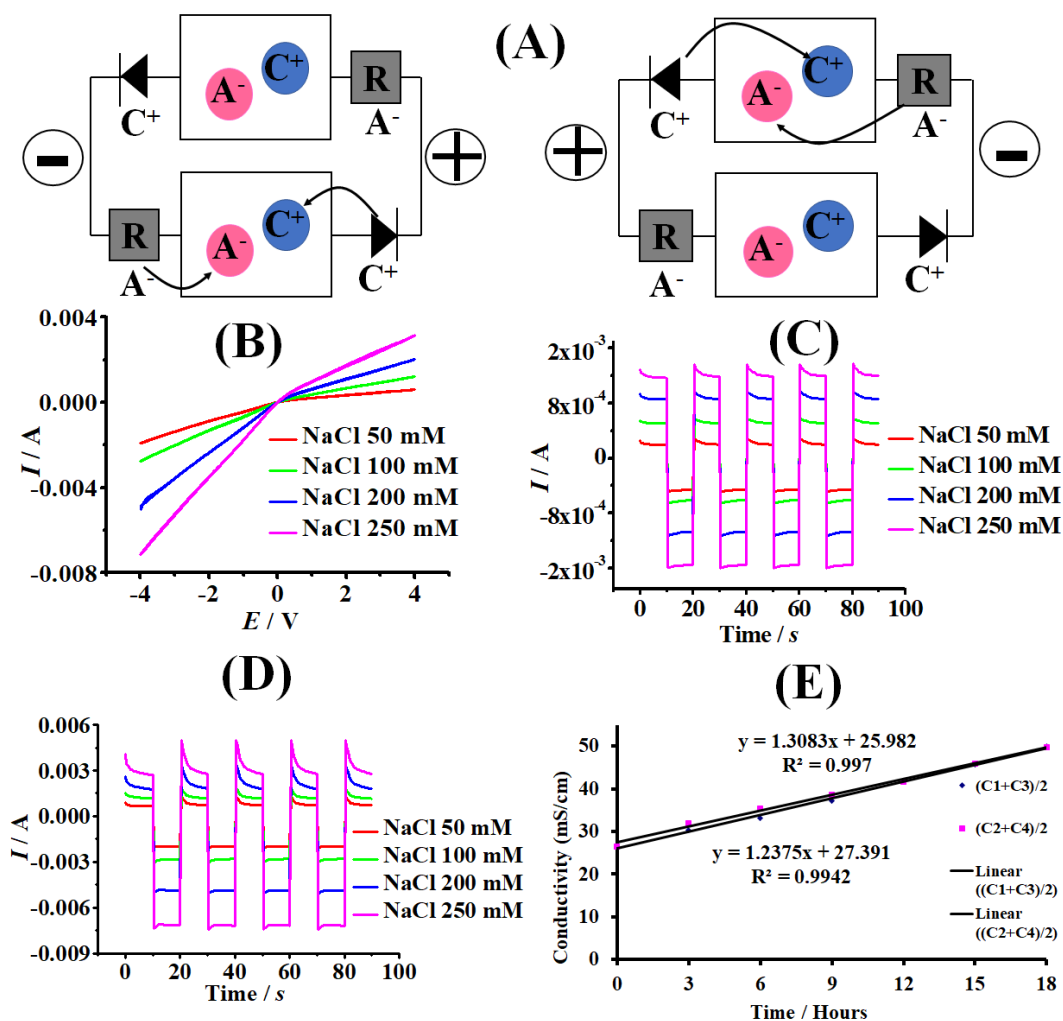 (A)
A⁻
C⁺
R
C⁺
A⁻
−
+
R
A⁻
C⁺
A⁻
C⁺
C⁺
A⁻
R
C⁺
A⁻
+
−
R
A⁻
C⁺
A⁻
C⁺
(B)
0.004
0.000
-0.004
-0.008
I / A
-4
-2
0
2
4
E / V
NaCl 50 mM
NaCl 100 mM
NaCl 200 mM
NaCl 250 mM
(C)
2x10⁻³
8x10⁻⁴
0
-8x10⁻⁴
-2x10⁻³
I / A
0
20
40
60
80
100
Time / s
NaCl 50 mM
NaCl 100 mM
NaCl 200 mM
NaCl 250 mM
(D)
0.006
0.003
0.000
-0.003
-0.006
-0.009
I / A
0
20
40
60
80
100
Time / s
NaCl 50 mM
NaCl 100 mM
NaCl 200 mM
NaCl 250 mM
(E)
50
40
30
20
10
0
Conductivity (mS/cm)
y = 1.3083x + 25.982
R² = 0.997
y = 1.2375x + 27.391
R² = 0.9942
(C1+C3)/2
(C2+C4)/2
Linear
((C1+C3)/2)
Linear
((C2+C4)/2)
0
3
6
9
12
15
18
Time / Hours